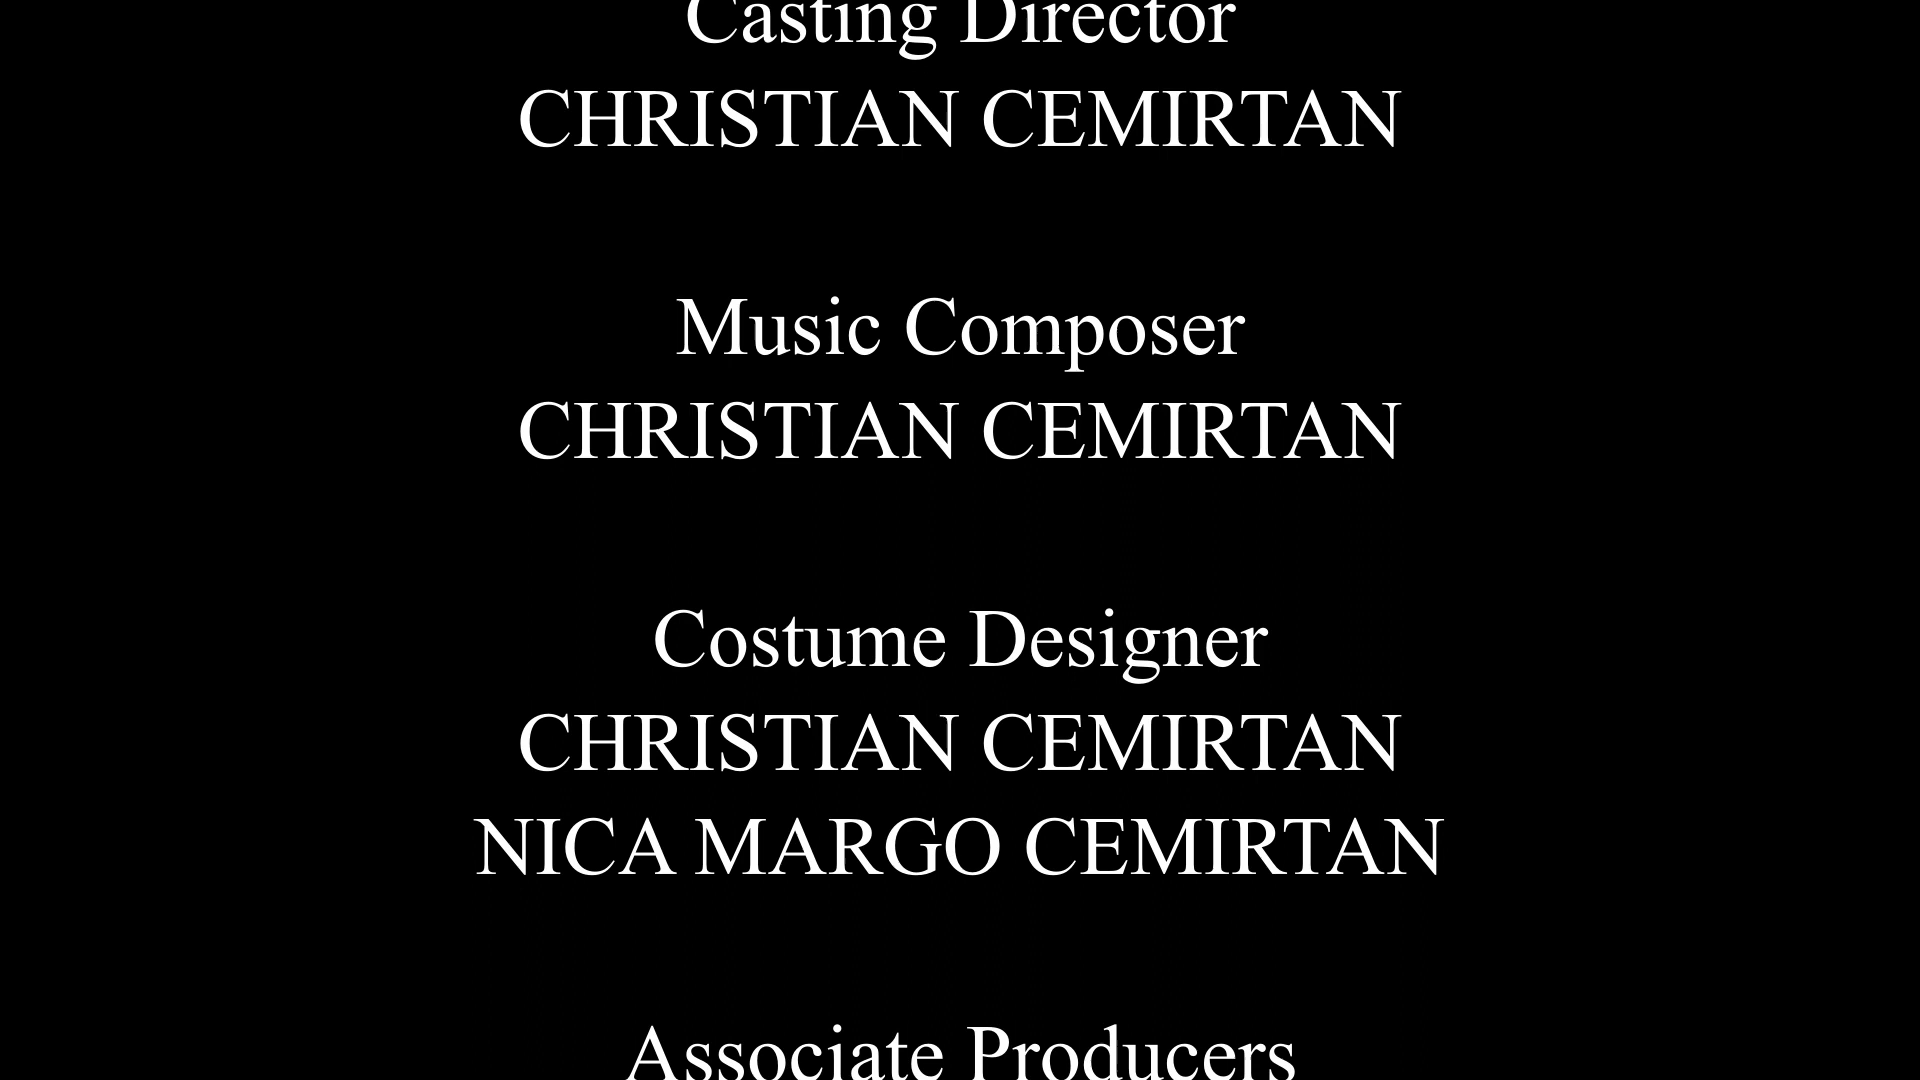 Casting Director
CHRISTIAN CEMIRTAN
Music Composer
CHRISTIAN CEMIRTAN
Costume Designer
CHRISTIAN CEMIRTAN
NICA MARGO CEMIRTAN
Associate Producers